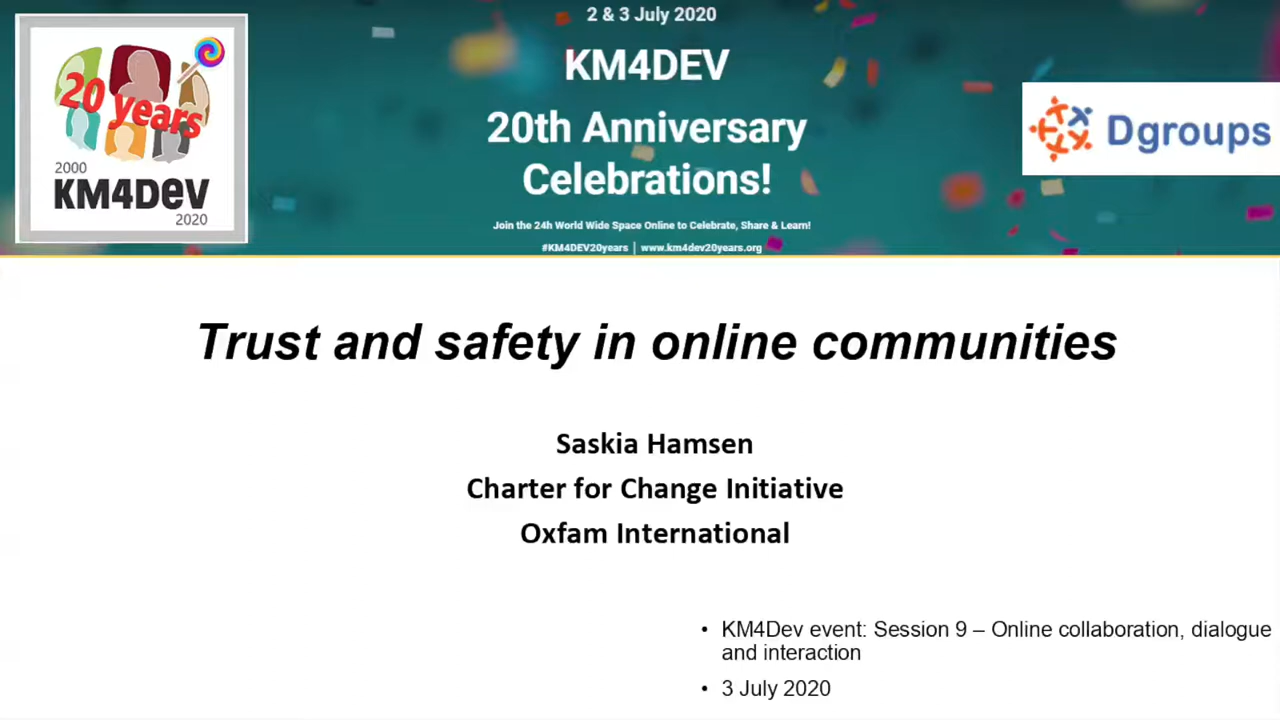 2 & 3 July 2020
KM4DEV
20th Anniversary
Celebrations!
Join the 24h World Wide Space Online to Celebrate, Share & Learn!
#KM4DEV20years | www.km4dev20years.org
20 years
2000
KM4DEV
2020
Dgroups
Trust and safety in online communities
Saskia Hamsen
Charter for Change Initiative
Oxfam International
• KM4Dev event: Session 9 – Online collaboration, dialogue
and interaction
• 3 July 2020